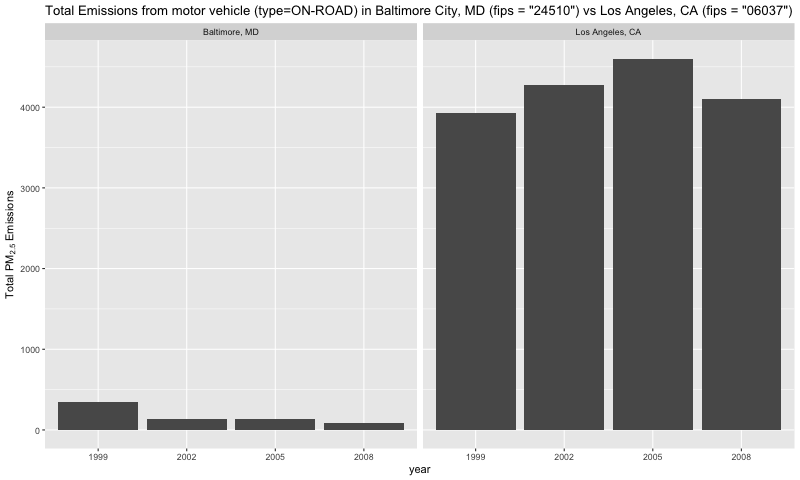 Total Emissions from motor vehicle (type=ON-ROAD) in Baltimore City, MD (fips = "24510") vs Los Angeles, CA (fips = "06037")
Baltimore, MD
Los Angeles, CA
Total PM2.5 Emissions
4000
3000
2000
1000
0
1999 2002 2005 2008
1999 2002 2005 2008
year